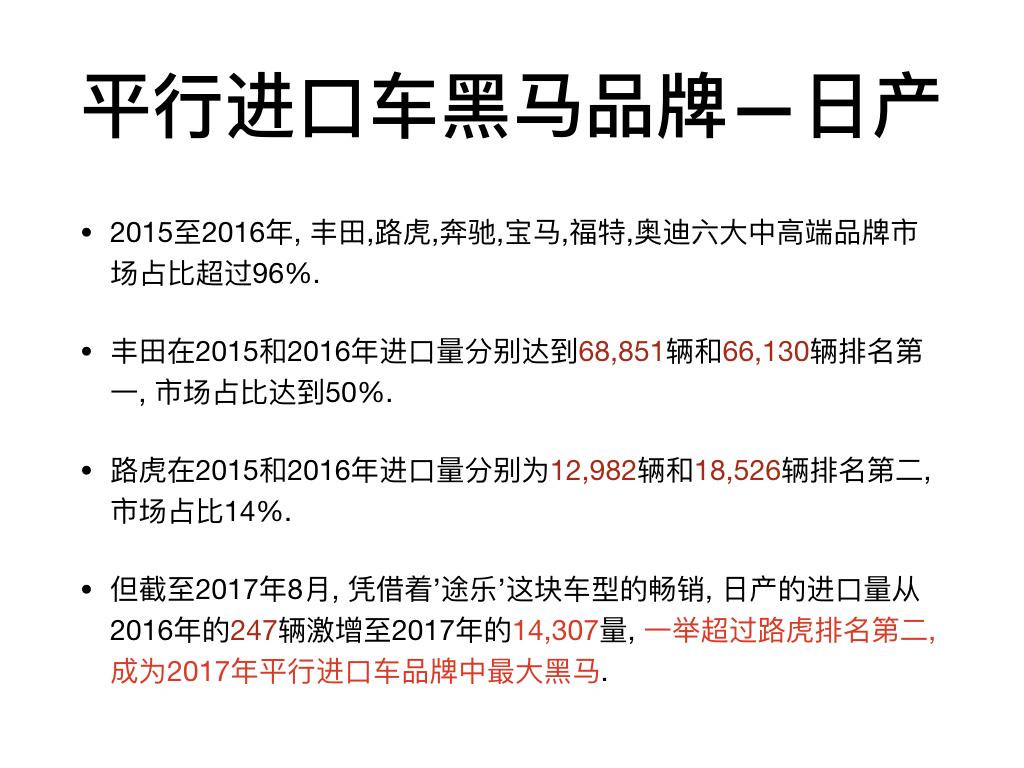 平行进口车黑马品牌—日产
• 2015至2016年, 丰田,路虎,奔驰,宝马,福特,奥迪六大中高端品牌市
场占比超过96%.
• 丰田在2015和2016年进口量分别达到68,851辆和66,130辆排名第
一, 市场占比达到50%.
• 路虎在2015和2016年进口量分别为12,982辆和18,526辆排名第二,
市场占比14%.
• 但截至2017年8月, 凭借着’途乐’这块车型的畅销, 日产的进口量从
2016年的247辆激增至2017年的14,307量, 一举超过路虎排名第二,
成为2017年平行进口车品牌中最大黑马.